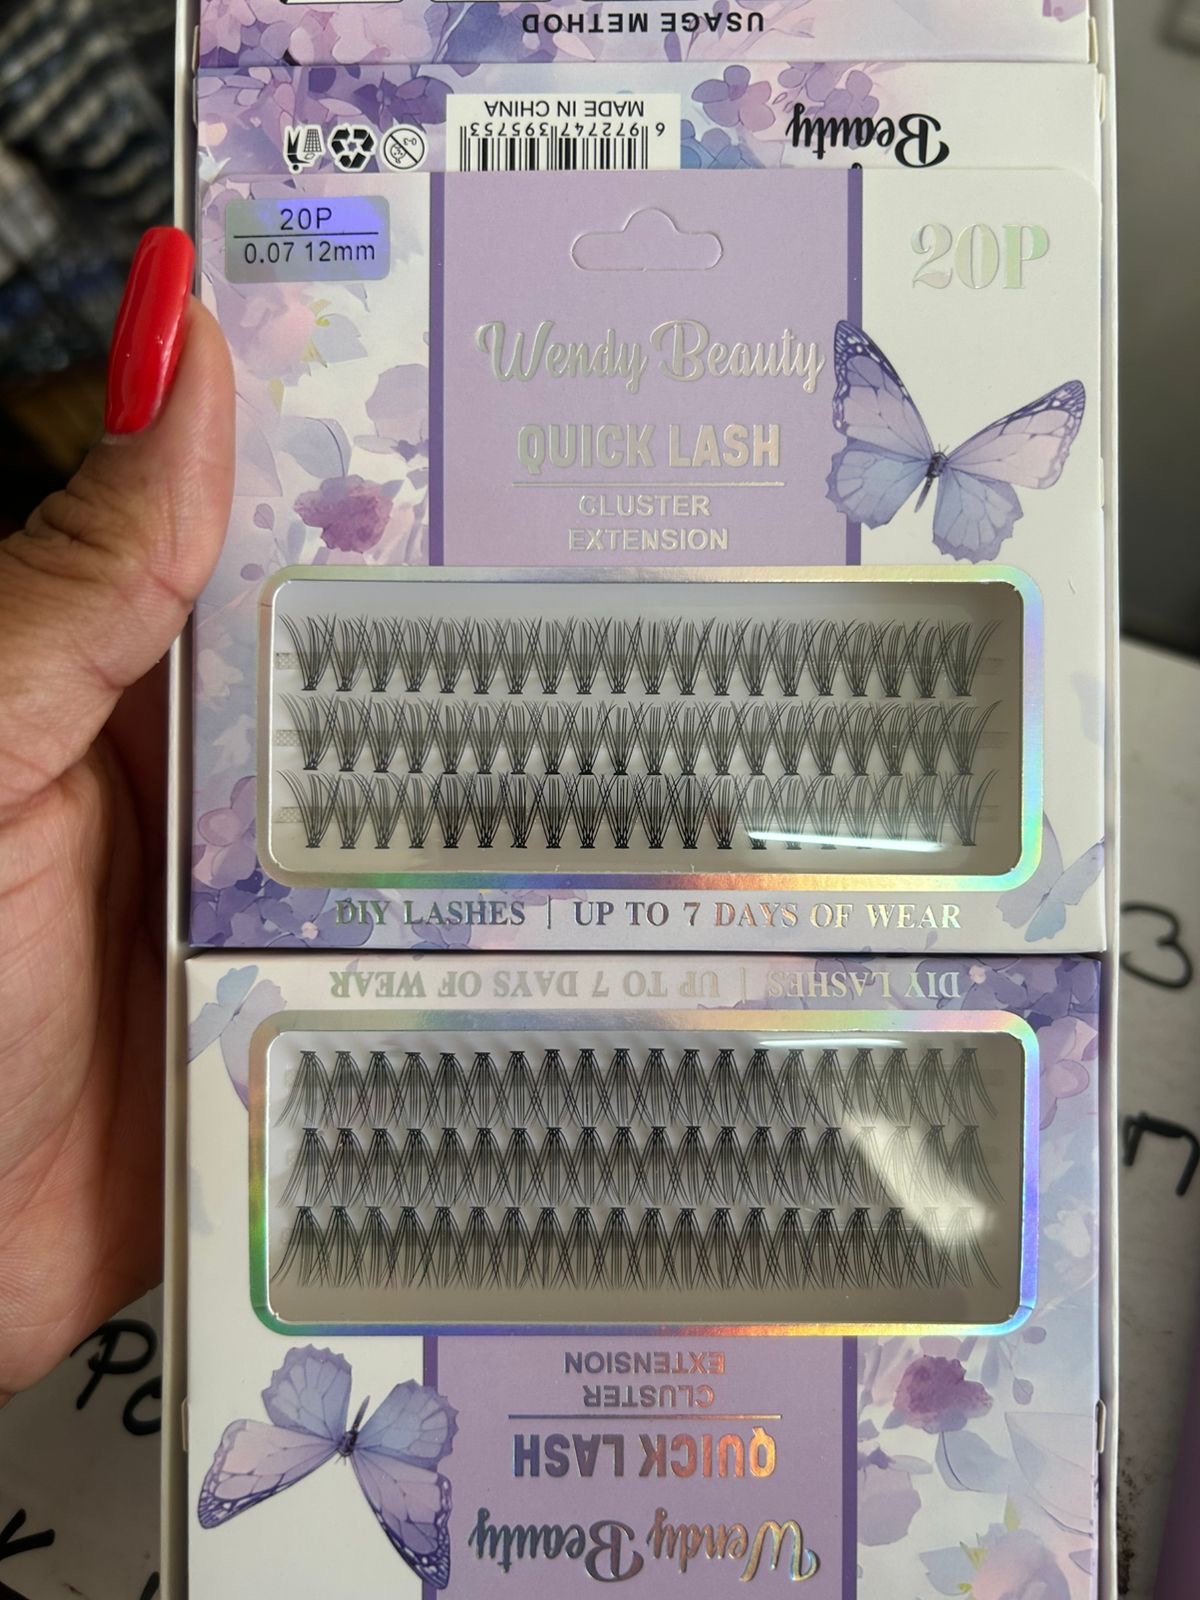 USAGE METHOD
MADE IN CHINA
6 972747 395753
Beauty
20P
0.07 12mm
20P
Wendy Beauty
QUICK LASH
CLUSTER
EXTENSION
DIY LASHES | UP TO 7 DAYS OF WEAR
DIY LASHES | UP TO 7 DAYS OF WEAR
CLUSTER
EXTENSION
QUICK LASH
Wendy Beauty